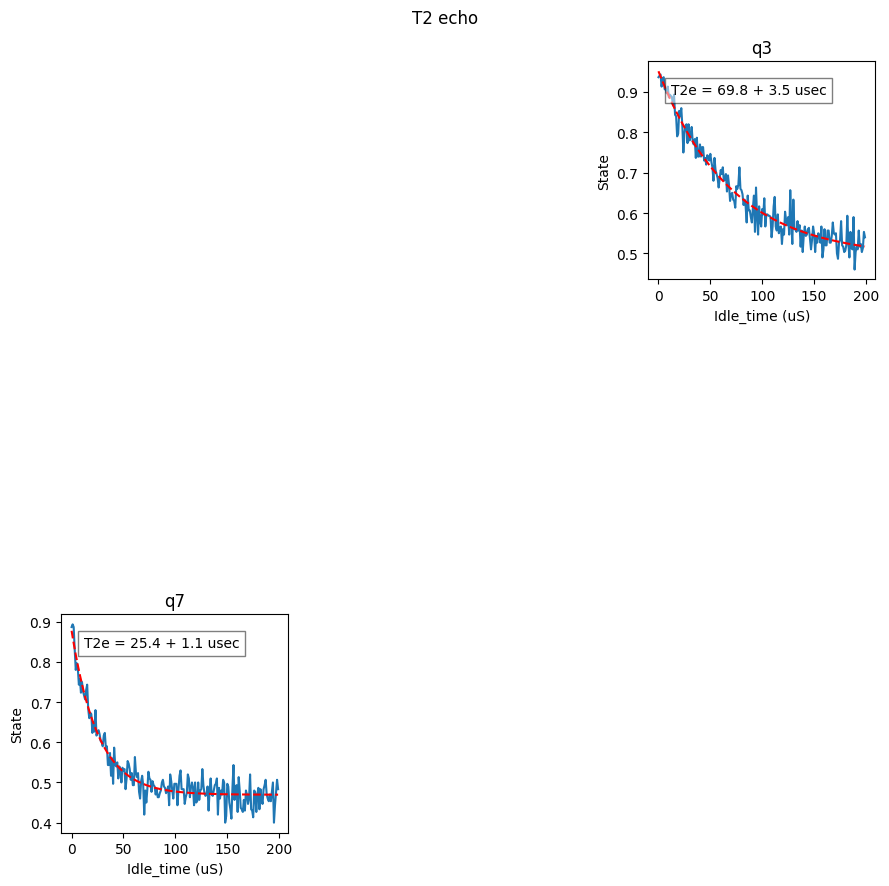 T2 echo
q3
T2e = 69.8 + 3.5 usec
State
0.9
0.8
0.7
0.6
0.5
0
50
100
150
200
Idle_time (uS)
q7
T2e = 25.4 + 1.1 usec
State
0.9
0.8
0.7
0.6
0.5
0.4
0
50
100
150
200
Idle_time (uS)